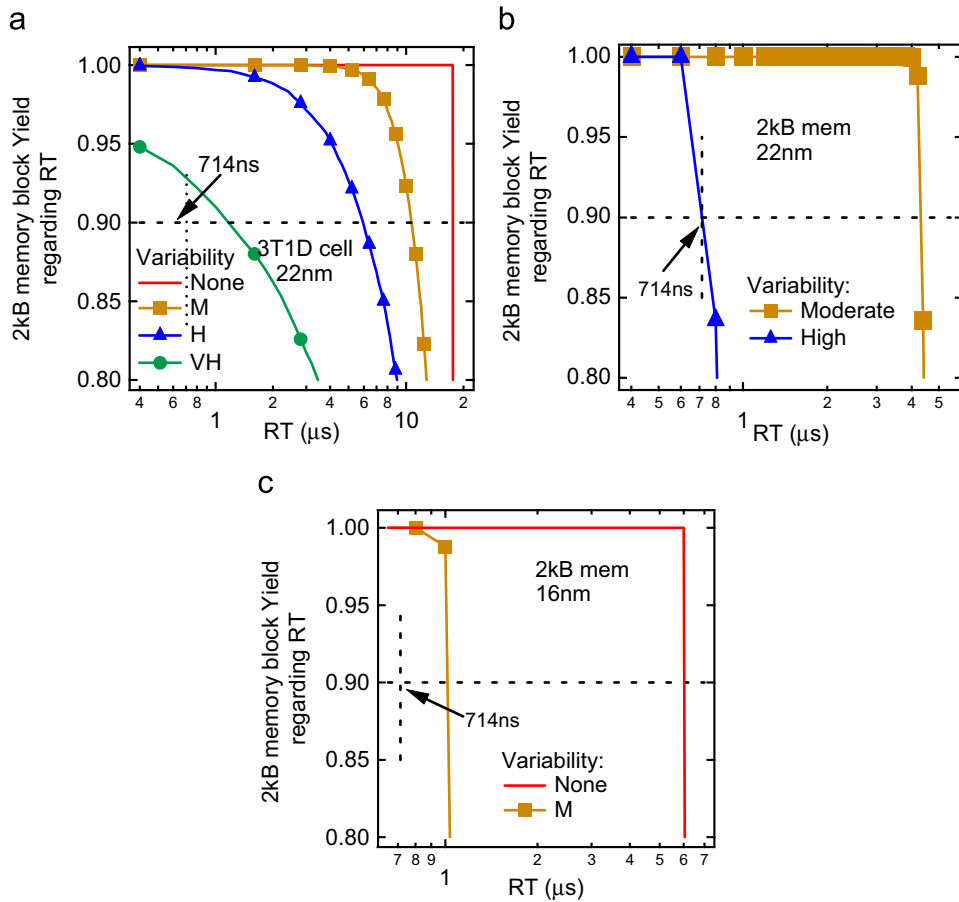 a
2kB memory block Yield
regarding RT
1.00
0.95
0.90
0.85
0.80
714ns
3T1D cell
22nm
Variability
None
M
H
VH
4 6 8 1 2 4 6 8 10 2
RT (μs)
b
2kB memory block Yield
regarding RT
1.00
0.95
0.90
0.85
0.80
2kB mem
22nm
714ns
Variability:
Moderate
High
4 5 6 7 8 1 2 3 4 5
RT (μs)
c
2kB memory block Yield
regarding RT
1.00
0.95
0.90
0.85
0.80
2kB mem
16nm
714ns
Variability:
None
M
7 8 9 1 2 3 4 5 6 7
RT (μs)